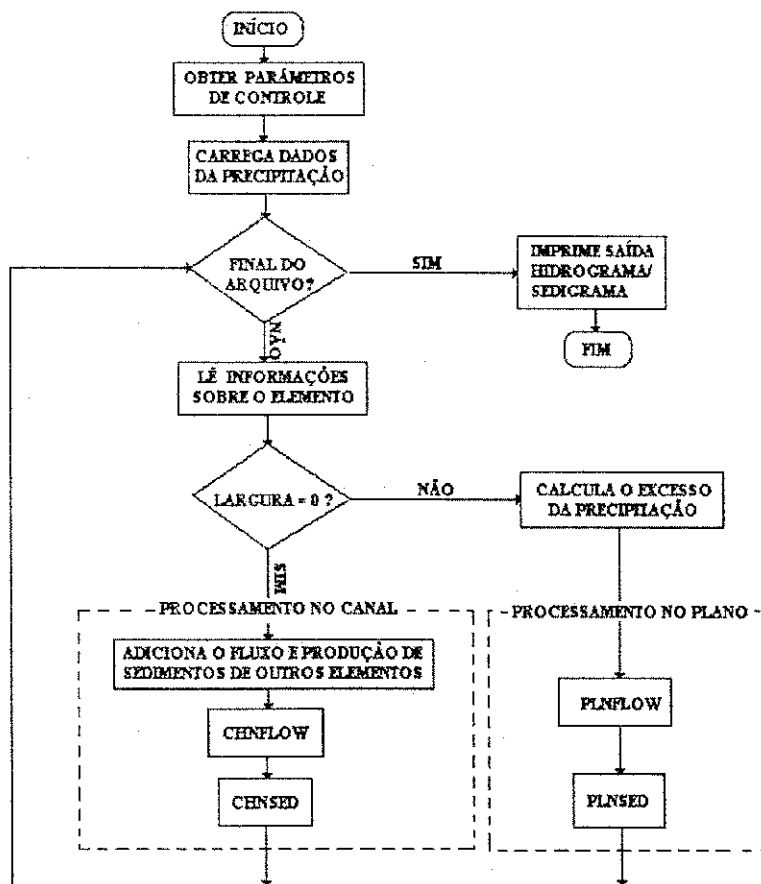 INÍCIO
OBTER PARÂMETROS
DE CONTROLE
CARREGA DADOS
DA PRECIPITAÇÃO
FINAL DO
ARQUIVO?
SIM
IMPRIME SAÍDA
HIDROGRAMA/
SEDIGRAMA
FIM
NÃO
LÊ INFORMAÇÕES
SOBRE O ELEMENTO
LARGURA = 0 ?
NÃO
CALCULA O EXCESSO
DA PRECIPITAÇÃO
SIM
PROCESSAMENTO NO CANAL
ADICIONA O FLUXO E PRODUÇÃO DE
SEDIMENTOS DE OUTROS ELEMENTOS
CHNFLOW
CHNSED
PROCESSAMENTO NO PLANO
PLNFLOW
PLNSED